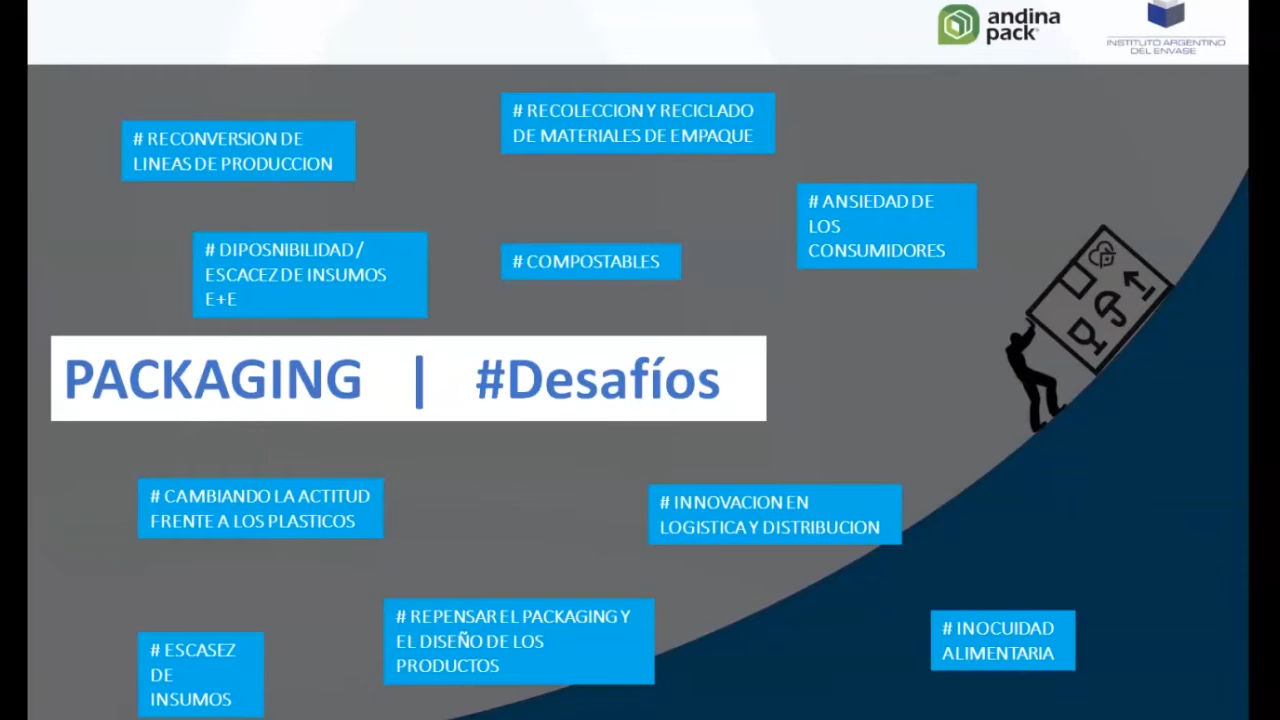 andina
pack
INSTITUTO ARGENTINO
DEL ENVASE
# RECOLECCION Y RECICLADO
DE MATERIALES DE EMPAQUE
# RECONVERSION DE
LINEAS DE PRODUCCION
# ANSIEDAD DE
LOS
CONSUMIDORES
# DIPOSNIBILIDAD /
ESCACEZ DE INSUMOS
E+E
# COMPOSTABLES
PACKAGING | #Desafíos
# CAMBIANDO LA ACTITUD
FRENTE A LOS PLASTICOS
# INNOVACION EN
LOGISTICA Y DISTRIBUCION
# REPENSAR EL PACKAGING Y
EL DISEÑO DE LOS
PRODUCTOS
# INOCUIDAD
ALIMENTARIA
# ESCASEZ
DE
INSUMOS